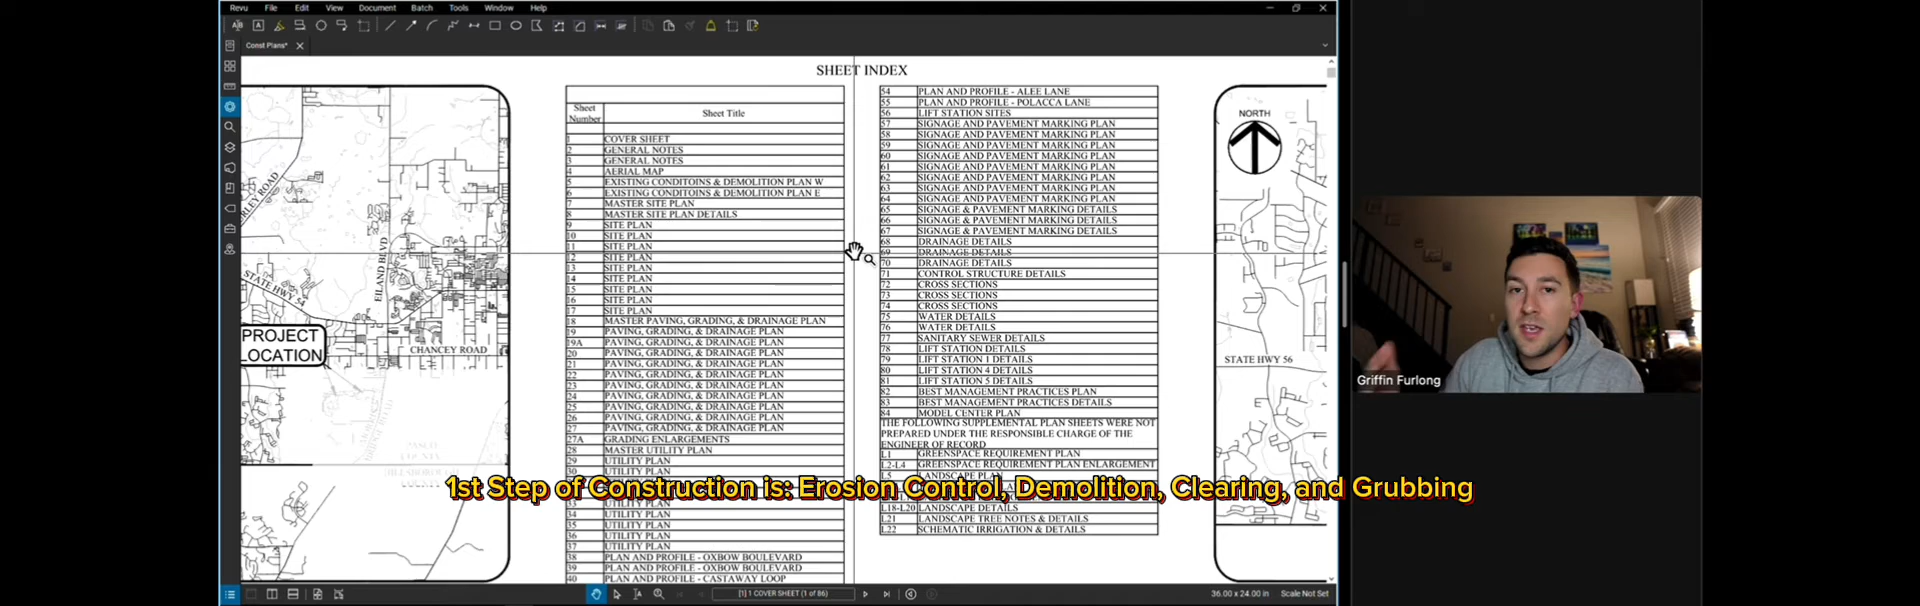 Revu File Edit View Document Batch Tools Window Help
Const Plans*
SHEET INDEX
Sheet Number Sheet Title
1 COVER SHEET
2 GENERAL NOTES
3 GENERAL NOTES
4 AERIAL MAP
5 EXISTING CONDITOINS & DEMOLITION PLAN W
6 EXISTING CONDITOINS & DEMOLITION PLAN E
7 MASTER SITE PLAN
8 MASTER SITE PLAN DETAILS
9 SITE PLAN
10 SITE PLAN
11 SITE PLAN
12 SITE PLAN
13 SITE PLAN
14 SITE PLAN
15 SITE PLAN
16 SITE PLAN
17 SITE PLAN
18 MASTER PAVING, GRADING, & DRAINAGE PLAN
19 PAVING, GRADING, & DRAINAGE PLAN
19A PAVING, GRADING, & DRAINAGE PLAN
20 PAVING, GRADING, & DRAINAGE PLAN
21 PAVING, GRADING, & DRAINAGE PLAN
22 PAVING, GRADING, & DRAINAGE PLAN
23 PAVING, GRADING, & DRAINAGE PLAN
24 PAVING, GRADING, & DRAINAGE PLAN
25 PAVING, GRADING, & DRAINAGE PLAN
26 PAVING, GRADING, & DRAINAGE PLAN
27 PAVING, GRADING, & DRAINAGE PLAN
27A GRADING ENLARGEMENTS
28 MASTER UTILITY PLAN
29 UTILITY PLAN
30 UTILITY PLAN
33 UTILITY PLAN
34 UTILITY PLAN
35 UTILITY PLAN
36 UTILITY PLAN
37 UTILITY PLAN
38 PLAN AND PROFILE - OXBOW BOULEVARD
39 PLAN AND PROFILE - OXBOW BOULEVARD
40 PLAN AND PROFILE - CASTAWAY LOOP
54 PLAN AND PROFILE - ALEE LANE
55 PLAN AND PROFILE - POLACCA LANE
56 LIFT STATION SITES
57 SIGNAGE AND PAVEMENT MARKING PLAN
58 SIGNAGE AND PAVEMENT MARKING PLAN
59 SIGNAGE AND PAVEMENT MARKING PLAN
60 SIGNAGE AND PAVEMENT MARKING PLAN
61 SIGNAGE AND PAVEMENT MARKING PLAN
62 SIGNAGE AND PAVEMENT MARKING PLAN
63 SIGNAGE AND PAVEMENT MARKING PLAN
64 SIGNAGE AND PAVEMENT MARKING PLAN
65 SIGNAGE & PAVEMENT MARKING DETAILS
66 SIGNAGE & PAVEMENT MARKING DETAILS
67 SIGNAGE & PAVEMENT MARKING DETAILS
68 DRAINAGE DETAILS
69 DRAINAGE DETAILS
70 DRAINAGE DETAILS
71 CONTROL STRUCTURE DETAILS
72 CROSS SECTIONS
73 CROSS SECTIONS
74 CROSS SECTIONS
75 WATER DETAILS
76 WATER DETAILS
77 SANITARY SEWER DETAILS
78 LIFT STATION DETAILS
79 LIFT STATION 1 DETAILS
80 LIFT STATION 4 DETAILS
81 LIFT STATION 5 DETAILS
82 BEST MANAGEMENT PRACTICES PLAN
83 BEST MANAGEMENT PRACTICES DETAILS
84 MODEL CENTER PLAN
THE FOLLOWING SUPPLEMENTAL PLAN SHEETS WERE NOT
PREPARED UNDER THE RESPONSIBLE CHARGE OF THE
ENGINEER OF RECORD
L1 GREENSPACE REQUIREMENT PLAN
L2-L4 GREENSPACE REQUIREMENT PLAN ENLARGEMENT
L5 LANDSCAPE PLAN
L18-L20 LANDSCAPE DETAILS
L21 LANDSCAPE TREE NOTES & DETAILS
L22 SCHEMATIC IRRIGATION & DETAILS
STATE HWY 54
EILAND BLVD
PROJECT
LOCATION
CHANCEY ROAD
NORTH
STATE HWY 56
Griffin Furlong
1st Step of Construction is: Erosion Control, Demolition, Clearing, and Grubbing
[1] 1 COVER SHEET (1 of 86)
36.00 x 24.00 in Scale Not Set